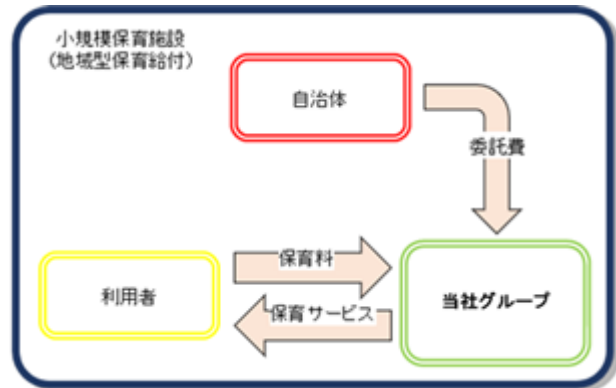 小規模保育施設
（地域型保育給付）
自治体
委託費
保育料
利用者
保育サービス
当社グループ